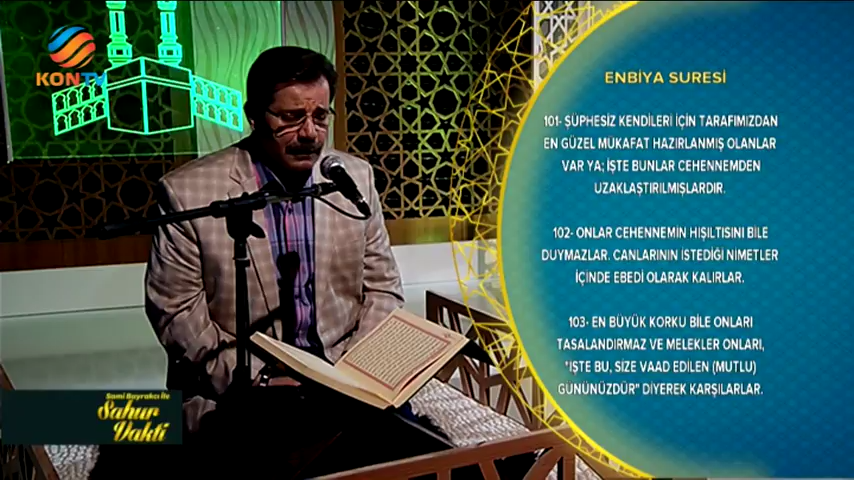 KONTV
ENBİYA SURESİ
101- ŞÜPHESİZ KENDİLERİ İÇİN TARAFIMIZDAN
EN GÜZEL MÜKAFAT HAZIRLANMIŞ OLANLAR
VAR YA; İŞTE BUNLAR CEHENNEMDEN
UZAKLAŞTIRILMIŞLARDIR.
102- ONLAR CEHENNEMİN HIŞILTISINI BİLE
DUYMAZLAR. CANLARININ İSTEDİĞİ NİMETLER
İÇİNDE EBEDİ OLARAK KALIRLAR.
103- EN BÜYÜK KORKU BİLE ONLARI
TASALANDIRMAZ VE MELEKLER ONLARI,
"İŞTE BU, SİZE VAAD EDİLEN (MUTLU)
GÜNÜNÜZDÜR" DİYEREK KARŞILARLAR.
Sami Bayrakcı İle
Sahur
Vakti